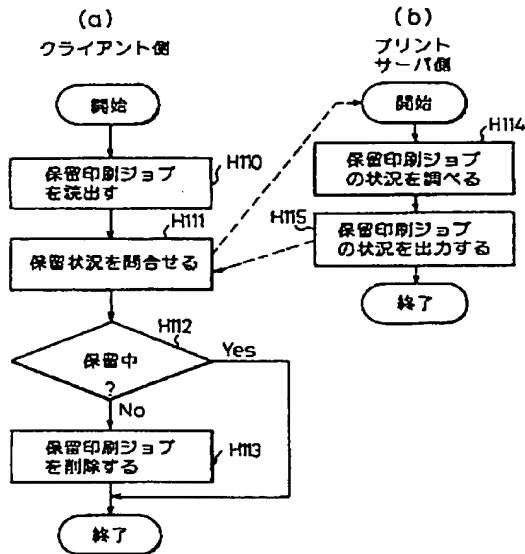 (a)
クライアント側
開始
保留印刷ジョブ
を読出す
H110
H111
保留状況を問合せる
H112
保留中
?
Yes
No
保留印刷ジョブ
を削除する
H113
終了
(b)
プリント
サーバ側
開始
H114
保留印刷ジョブ
の状況を調べる
H115
保留印刷ジョブ
の状況を出力する
終了